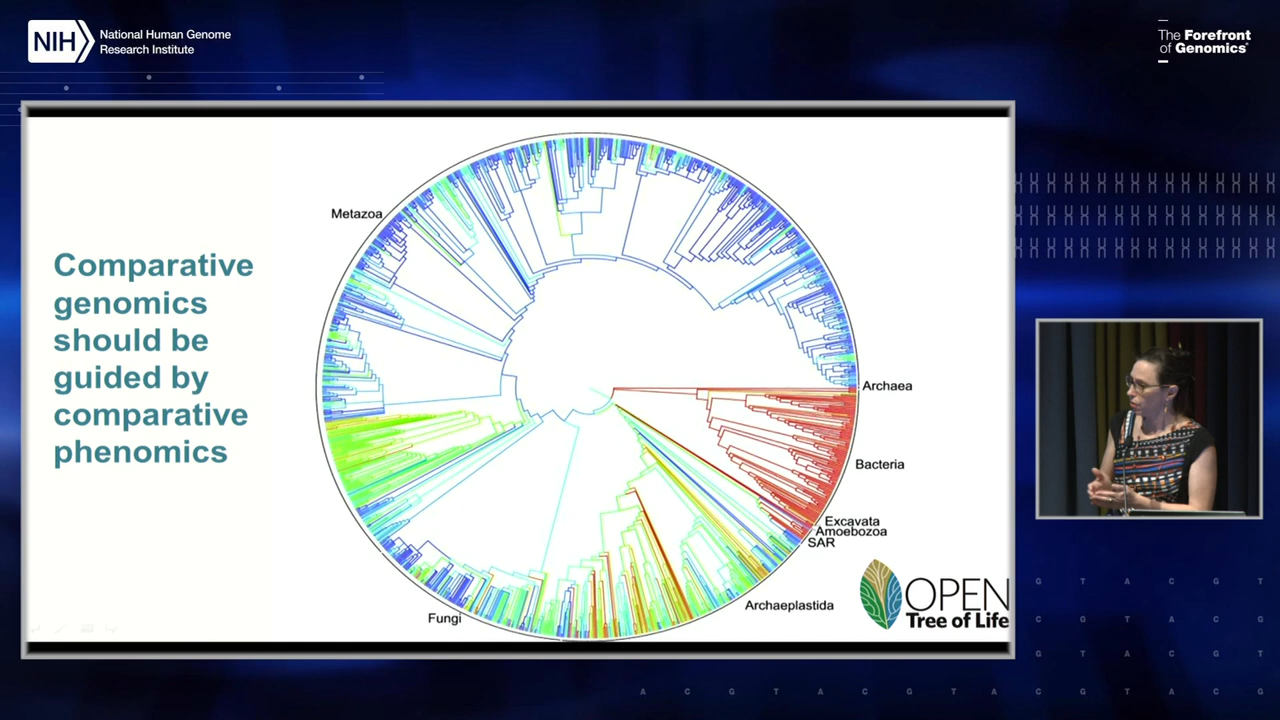 NIH
National Human Genome
Research Institute
The Forefront
of Genomics®
Comparative
genomics
should be
guided by
comparative
phenomics
Metazoa
Archaea
Bacteria
Excavata
Amoebozoa
SAR
Archaeplastida
Fungi
OPEN
Tree of Life
G T A C G T
G T A C G T
G T A C G T
A C G T A C G T A C G T A C G